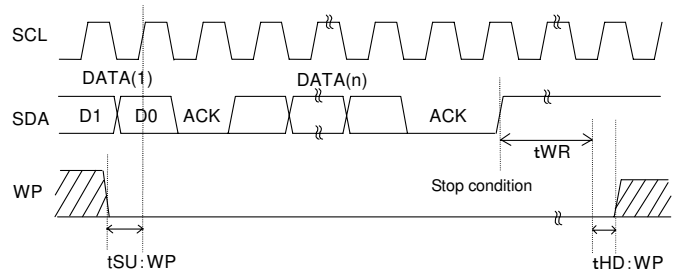 SCL
DATA(1) DATA(n)
SDA D1 D0 ACK ACK
tWR
WP Stop condition
tSU:WP tHD:WP